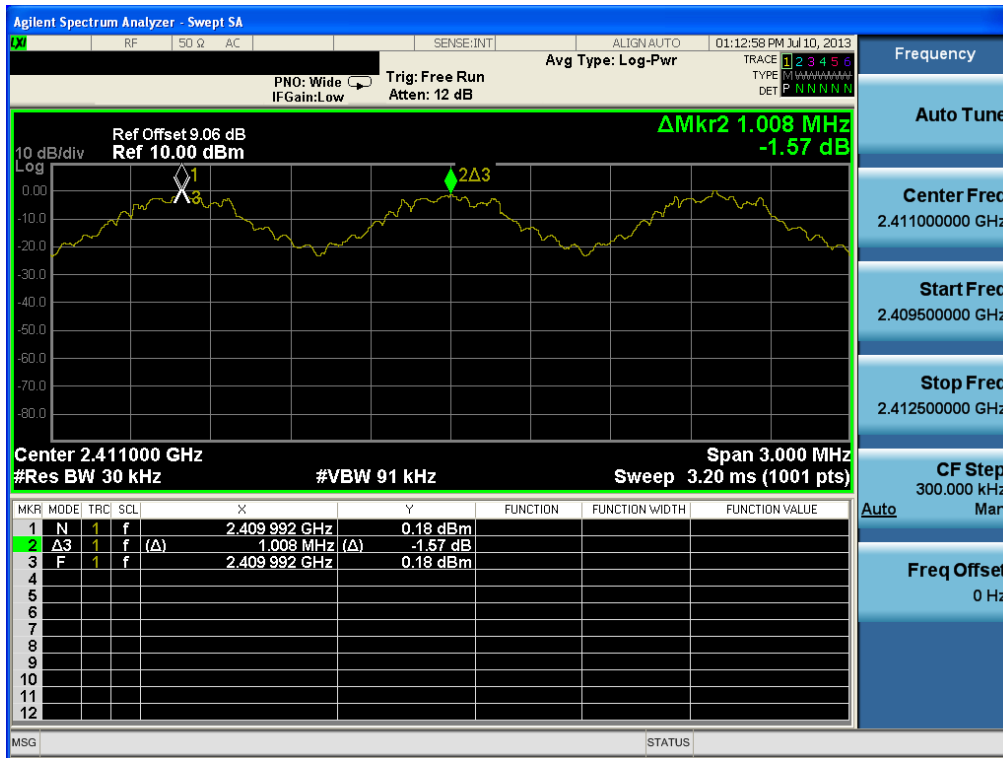 Agilent Spectrum Analyzer - Swept SA
LXI RF 50 Ω AC SENSE:INT ALIGN AUTO 01:12:58 PM Jul 10, 2013
Frequency
PNO: Wide
IFGain:Low
Trig: Free Run
Atten: 12 dB
Avg Type: Log-Pwr
TRACE 1 2 3 4 5 6
TYPE M
DET P N N N N N
Auto Tune
10 dB/div
Log
Ref Offset 9.06 dB
Ref 10.00 dBm
ΔMkr2 1.008 MHz
-1.57 dB
1
3
2Δ3
0.00
-10.0
-20.0
-30.0
-40.0
-50.0
-60.0
-70.0
-80.0
Center Freq
2.411000000 GHz
Start Freq
2.409500000 GHz
Stop Freq
2.412500000 GHz
Center 2.411000 GHz Span 3.000 MHz
#Res BW 30 kHz #VBW 91 kHz Sweep 3.20 ms (1001 pts)
CF Step
300.000 kHz
Auto Man
MKR MODE TRC SCL X Y FUNCTION FUNCTION WIDTH FUNCTION VALUE
1 N 1 f 2.409 992 GHz 0.18 dBm
2 Δ3 1 f (Δ) 1.008 MHz (Δ) -1.57 dB
3 F 1 f 2.409 992 GHz 0.18 dBm
4
5
6
7
8
9
10
11
12
Freq Offset
0 Hz
MSG STATUS